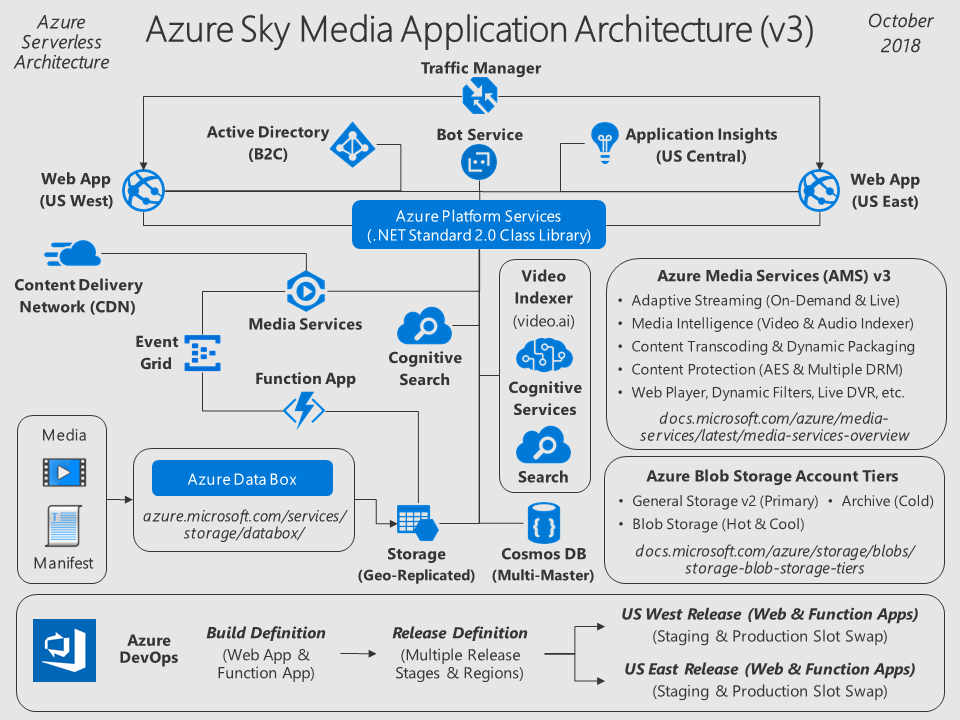 Azure
Serverless
Architecture
Azure Sky Media Application Architecture (v3)
October
2018
Traffic Manager
Active Directory
(B2C)
Bot Service
Application Insights
(US Central)
Web App
(US West)
Web App
(US East)
Azure Platform Services
(.NET Standard 2.0 Class Library)
Content Delivery
Network (CDN)
Media Services
Event
Grid
Function App
Cognitive
Search
Video
Indexer
(video.ai)
Cognitive
Services
Search
Azure Media Services (AMS) v3
• Adaptive Streaming (On-Demand & Live)
• Media Intelligence (Video & Audio Indexer)
• Content Transcoding & Dynamic Packaging
• Content Protection (AES & Multiple DRM)
• Web Player, Dynamic Filters, Live DVR, etc.
docs.microsoft.com/azure/media-
services/latest/media-services-overview
Media
Manifest
Azure Data Box
azure.microsoft.com/services/
storage/databox/
Storage
(Geo-Replicated)
Cosmos DB
(Multi-Master)
Azure Blob Storage Account Tiers
• General Storage v2 (Primary) • Archive (Cold)
• Blob Storage (Hot & Cool)
docs.microsoft.com/azure/storage/blobs/
storage-blob-storage-tiers
Azure
DevOps
Build Definition
(Web App &
Function App)
Release Definition
(Multiple Release
Stages & Regions)
US West Release (Web & Function Apps)
(Staging & Production Slot Swap)
US East Release (Web & Function Apps)
(Staging & Production Slot Swap)